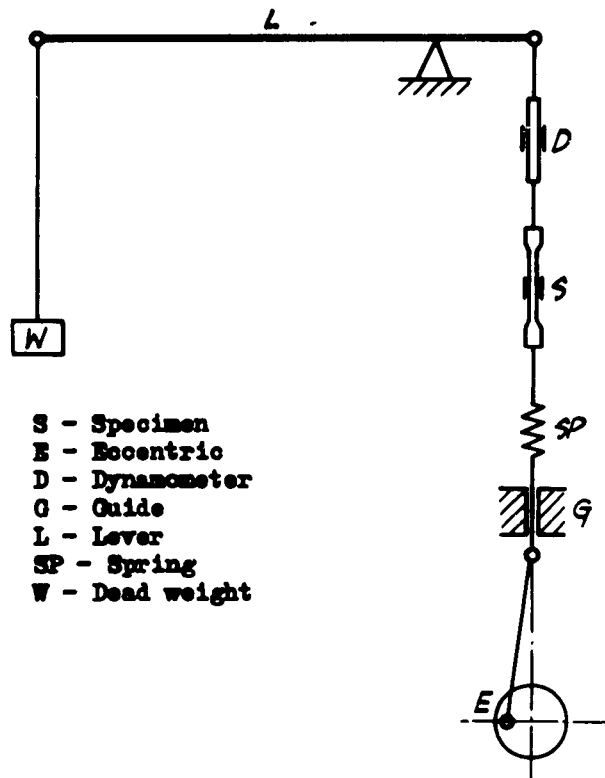 L
D
S
W
SP
G
E
S - Specimen
E - Eccentric
D - Dynamometer
G - Guide
L - Lever
SP - Spring
W - Dead weight